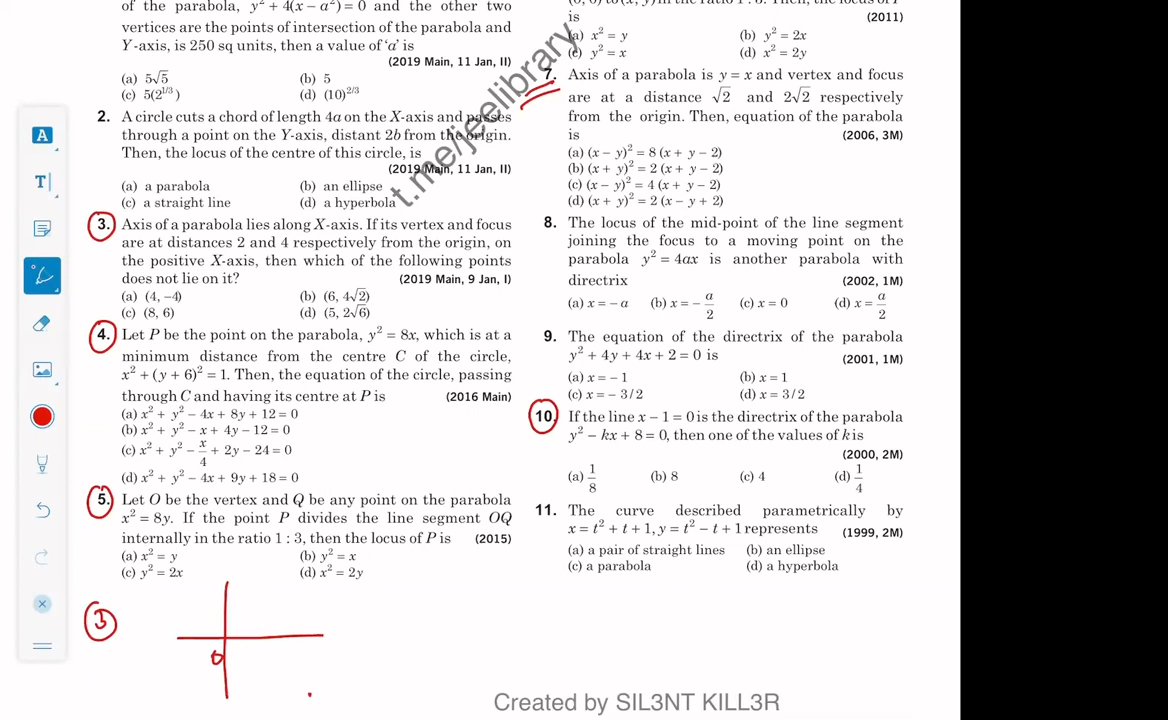 of the parabola, y² + 4(x − a²) = 0 and the other two
vertices are the points of intersection of the parabola and
Y-axis, is 250 sq units, then a value of 'a' is
(2019 Main, 11 Jan, II)
(a) 5√5 (b) 5
(c) 5(2^{1/3}) (d) (10)^{2/3}
2. A circle cuts a chord of length 4a on the X-axis and passes
through a point on the Y-axis, distant 2b from the origin.
Then, the locus of the centre of this circle, is
(2019 Main, 11 Jan, II)
(a) a parabola (b) an ellipse
(c) a straight line (d) a hyperbola
3. Axis of a parabola lies along X-axis. If its vertex and focus
are at distances 2 and 4 respectively from the origin, on
the positive X-axis, then which of the following points
does not lie on it? (2019 Main, 9 Jan, I)
(a) (4, −4) (b) (6, 4√2)
(c) (8, 6) (d) (5, 2√6)
4. Let P be the point on the parabola, y² = 8x, which is at a
minimum distance from the centre C of the circle,
x² + (y + 6)² = 1. Then, the equation of the circle, passing
through C and having its centre at P is (2016 Main)
(a) x² + y² − 4x + 8y + 12 = 0
(b) x² + y² − x + 4y − 12 = 0
(c) x² + y² − x/4 + 2y − 24 = 0
(d) x² + y² − 4x + 9y + 18 = 0
5. Let O be the vertex and Q be any point on the parabola
x² = 8y. If the point P divides the line segment OQ
internally in the ratio 1 : 3, then the locus of P is (2015)
(a) x² = y (b) y² = x
(c) y² = 2x (d) x² = 2y
3
0
is (2011)
(a) x² = y (b) y² = 2x
(c) y² = x (d) x² = 2y
7. Axis of a parabola is y = x and vertex and focus
are at a distance √2 and 2√2 respectively
from the origin. Then, equation of the parabola
is (2006, 3M)
(a) (x − y)² = 8 (x + y − 2)
(b) (x + y)² = 2 (x + y − 2)
(c) (x − y)² = 4 (x + y − 2)
(d) (x + y)² = 2 (x − y + 2)
8. The locus of the mid-point of the line segment
joining the focus to a moving point on the
parabola y² = 4ax is another parabola with
directrix (2002, 1M)
(a) x = − a (b) x = − a/2 (c) x = 0 (d) x = a/2
9. The equation of the directrix of the parabola
y² + 4y + 4x + 2 = 0 is (2001, 1M)
(a) x = − 1 (b) x = 1
(c) x = − 3/2 (d) x = 3/2
10. If the line x − 1 = 0 is the directrix of the parabola
y² − kx + 8 = 0, then one of the values of k is
(2000, 2M)
(a) 1/8 (b) 8 (c) 4 (d) 1/4
11. The curve described parametrically by
x = t² + t + 1, y = t² − t + 1 represents (1999, 2M)
(a) a pair of straight lines (b) an ellipse
(c) a parabola (d) a hyperbola
t.me/jeelibrary
A
T
Created by SIL3NT KILL3R